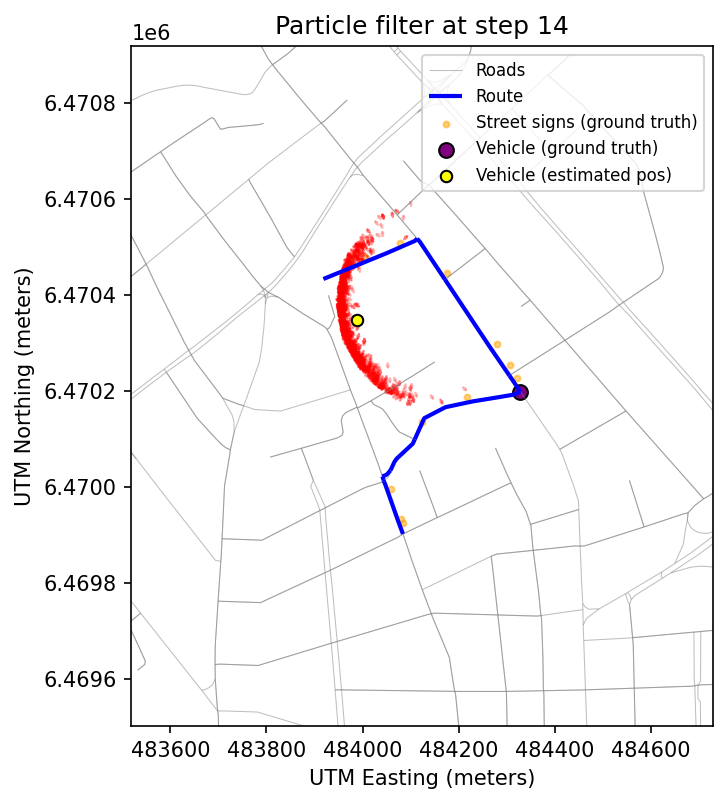 Particle filter at step 14
1e6
Roads
Route
Street signs (ground truth)
Vehicle (ground truth)
Vehicle (estimated pos)
UTM Northing (meters)
6.4708
6.4706
6.4704
6.4702
6.4700
6.4698
6.4696
483600 483800 484000 484200 484400 484600
UTM Easting (meters)